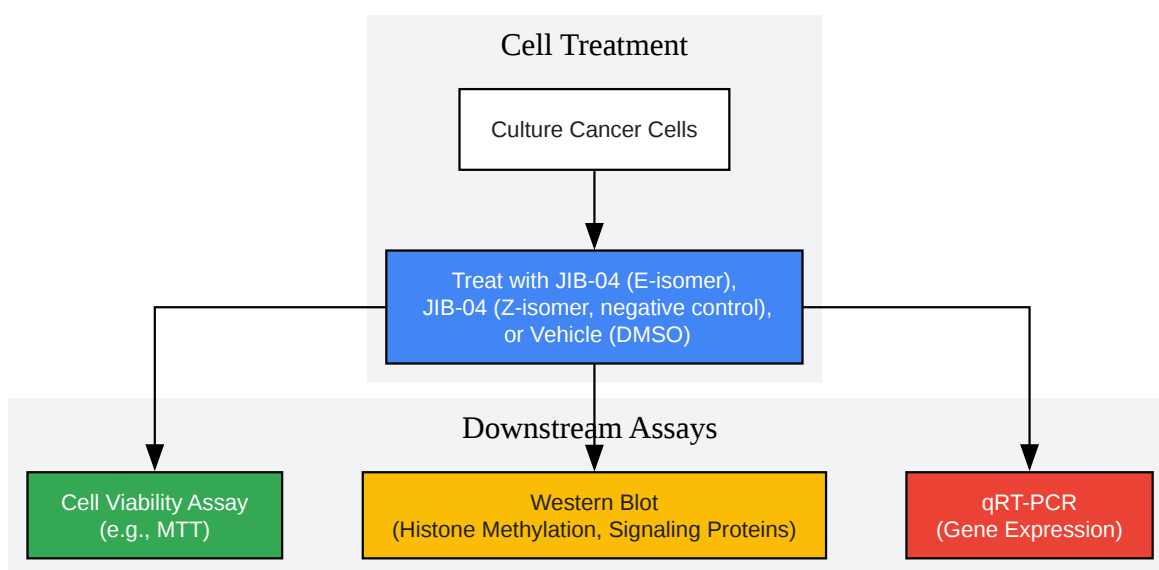 Cell Treatment
Culture Cancer Cells
Treat with JIB-04 (E-isomer),
JIB-04 (Z-isomer, negative control),
or Vehicle (DMSO)
Downstream Assays
Cell Viability Assay
(e.g., MTT)
Western Blot
(Histone Methylation, Signaling Proteins)
qRT-PCR
(Gene Expression)